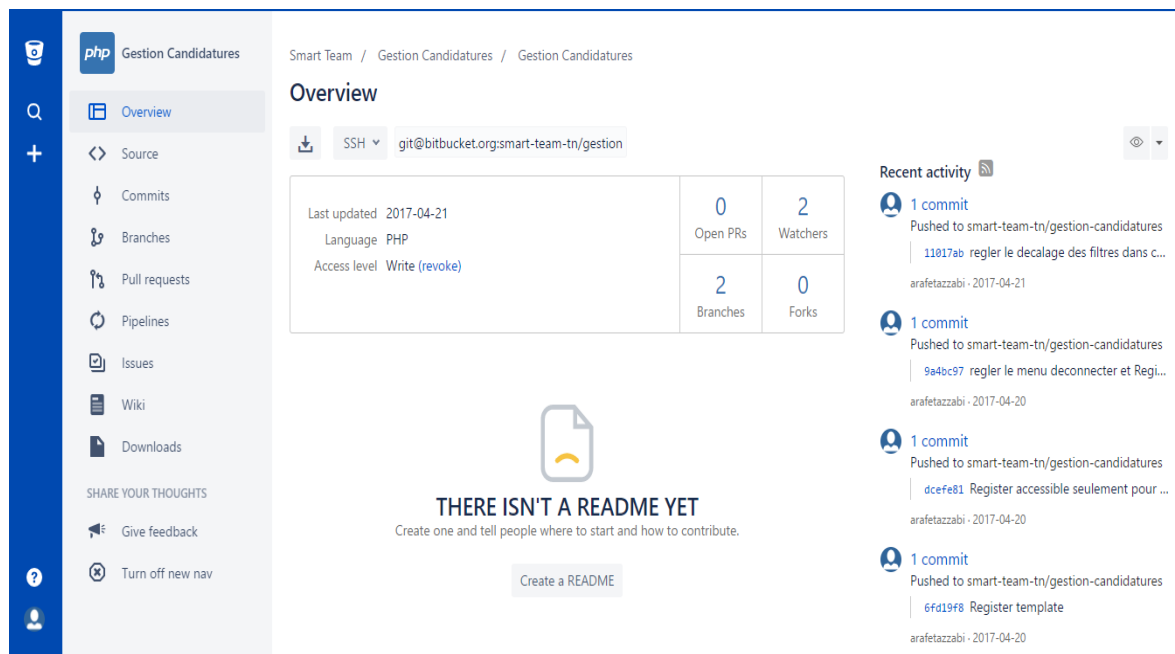 php Gestion Candidatures
Overview
Source
Commits
Branches
Pull requests
Pipelines
Issues
Wiki
Downloads
SHARE YOUR THOUGHTS
Give feedback
Turn off new nav
Smart Team / Gestion Candidatures / Gestion Candidatures
Overview
SSH git@bitbucket.org:smart-team-tn/gestion
Last updated 2017-04-21
Language PHP
Access level Write (revoke)
0
Open PRs
2
Watchers
2
Branches
0
Forks
THERE ISN'T A README YET
Create one and tell people where to start and how to contribute.
Create a README
Recent activity
1 commit
Pushed to smart-team-tn/gestion-candidatures
11017ab regler le decalage des filtres dans c...
arafetazzabi · 2017-04-21
1 commit
Pushed to smart-team-tn/gestion-candidatures
9a4bc97 regler le menu deconnecter et Regi...
arafetazzabi · 2017-04-20
1 commit
Pushed to smart-team-tn/gestion-candidatures
dcefe81 Register accessible seulement pour ...
arafetazzabi · 2017-04-20
1 commit
Pushed to smart-team-tn/gestion-candidatures
6fd19f8 Register template
arafetazzabi · 2017-04-20